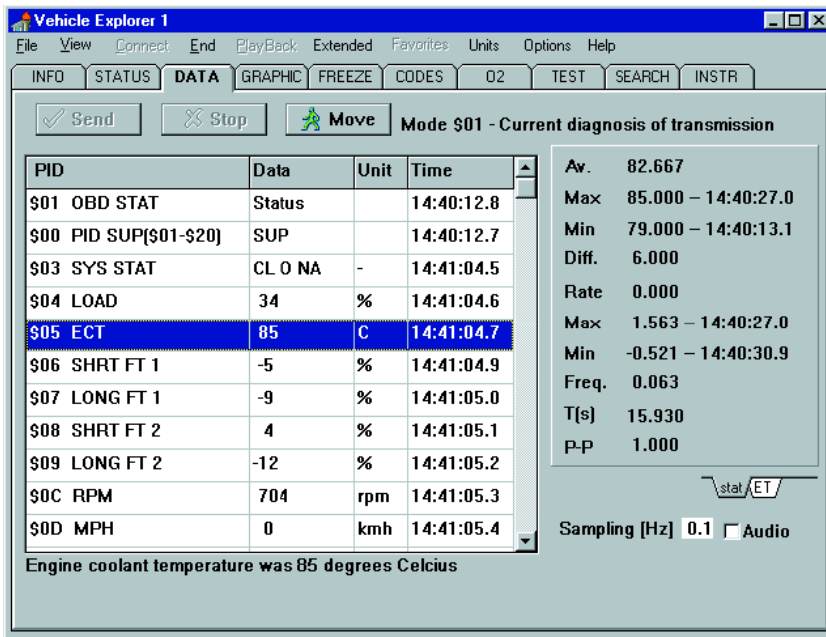 Vehicle Explorer 1
File View Connect End PlayBack Extended Favorites Units Options Help
INFO STATUS DATA GRAPHIC FREEZE CODES O2 TEST SEARCH INSTR
Send Stop Move Mode $01 - Current diagnosis of transmission
PID Data Unit Time
$01 OBD STAT Status 14:40:12.8
$00 PID SUP($01-$20) SUP 14:40:12.7
$03 SYS STAT CL O NA - 14:41:04.5
$04 LOAD 34 % 14:41:04.6
$05 ECT 85 C 14:41:04.7
$06 SHRT FT 1 -5 % 14:41:04.9
$07 LONG FT 1 -9 % 14:41:05.0
$08 SHRT FT 2 4 % 14:41:05.1
$09 LONG FT 2 -12 % 14:41:05.2
$0C RPM 704 rpm 14:41:05.3
$0D MPH 0 kmh 14:41:05.4
Av. 82.667
Max 85.000 – 14:40:27.0
Min 79.000 – 14:40:13.1
Diff. 6.000
Rate 0.000
Max 1.563 – 14:40:27.0
Min -0.521 – 14:40:30.9
Freq. 0.063
T(s) 15.930
P-P 1.000
stat ET
Sampling [Hz] 0.1 Audio
Engine coolant temperature was 85 degrees Celcius